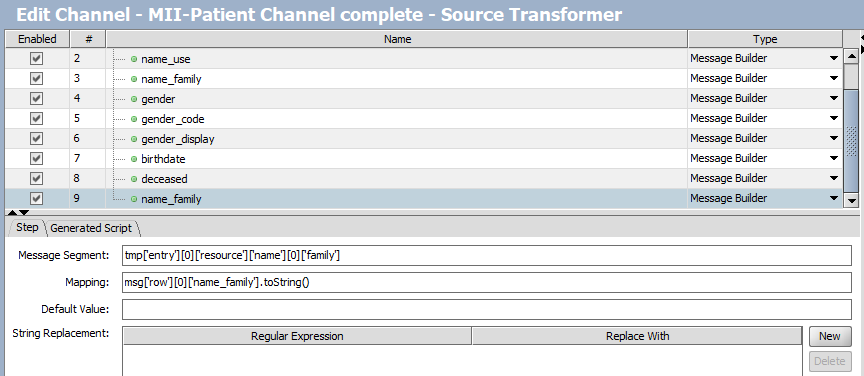 Edit Channel - MII-Patient Channel complete - Source Transformer
Enabled # Name Type
2 name_use Message Builder
3 name_family Message Builder
4 gender Message Builder
5 gender_code Message Builder
6 gender_display Message Builder
7 birthdate Message Builder
8 deceased Message Builder
9 name_family Message Builder
Step Generated Script
Message Segment: tmp['entry'][0]['resource']['name'][0]['family']
Mapping: msg['row'][0]['name_family'].toString()
Default Value:
String Replacement: Regular Expression Replace With New
Delete